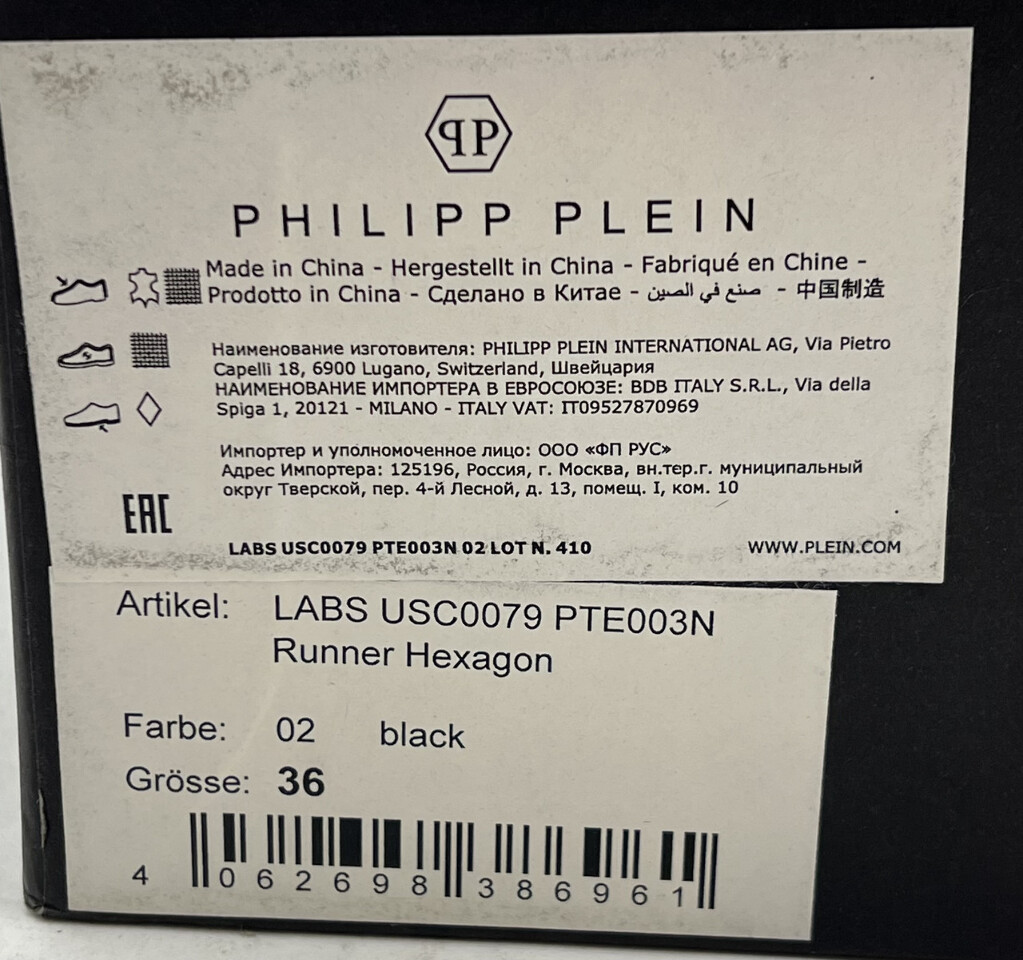 PP
PHILIPP PLEIN
Made in China - Hergestellt in China - Fabriqué en Chine -
Prodotto in China - Сделано в Китае - صنع في الصين - 中国制造
Наименование изготовителя: PHILIPP PLEIN INTERNATIONAL AG, Via Pietro
Capelli 18, 6900 Lugano, Switzerland, Швейцария
НАИМЕНОВАНИЕ ИМПОРТЕРА В ЕВРОСОЮЗЕ: BDB ITALY S.R.L., Via della
Spiga 1, 20121 - MILANO - ITALY VAT: IT09527870969
Импортер и уполномоченное лицо: ООО «ФП РУС»
Адрес Импортера: 125196, Россия, г. Москва, вн.тер.г. муниципальный
округ Тверской, пер. 4-й Лесной, д. 13, помещ. I, ком. 10
EAC
LABS USC0079 PTE003N 02 LOT N. 410
WWW.PLEIN.COM
Artikel: LABS USC0079 PTE003N
Runner Hexagon
Farbe: 02 black
Grösse: 36
4 062698 386961